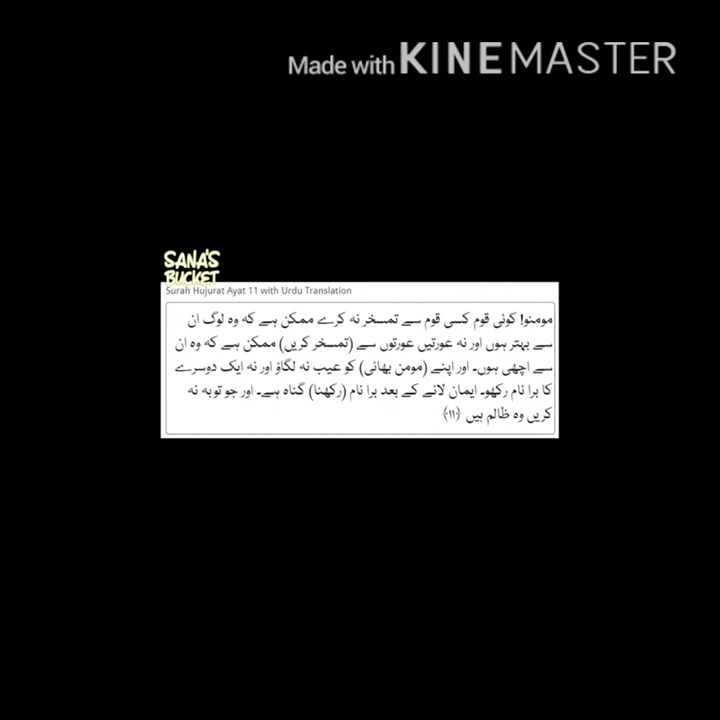 Made with KINEMASTER
SANA'S
BUCKET
Surah Hujurat Ayat 11 with Urdu Translation
مومنو! کوئی قوم کسی قوم سے تمسخر نہ کرے ممکن ہے کہ وہ لوگ ان
سے بہتر ہوں اور نہ عورتیں عورتوں سے (تمسخر کریں) ممکن ہے کہ وہ ان
سے اچھی ہوں۔ اور اپنے (مومن بھائی) کو عیب نہ لگاؤ اور نہ ایک دوسرے
کا برا نام رکھو۔ ایمان لانے کے بعد برا نام (رکھنا) گناہ ہے۔ اور جو توبہ نہ
کریں وہ ظالم ہیں ﴿۱۱﴾